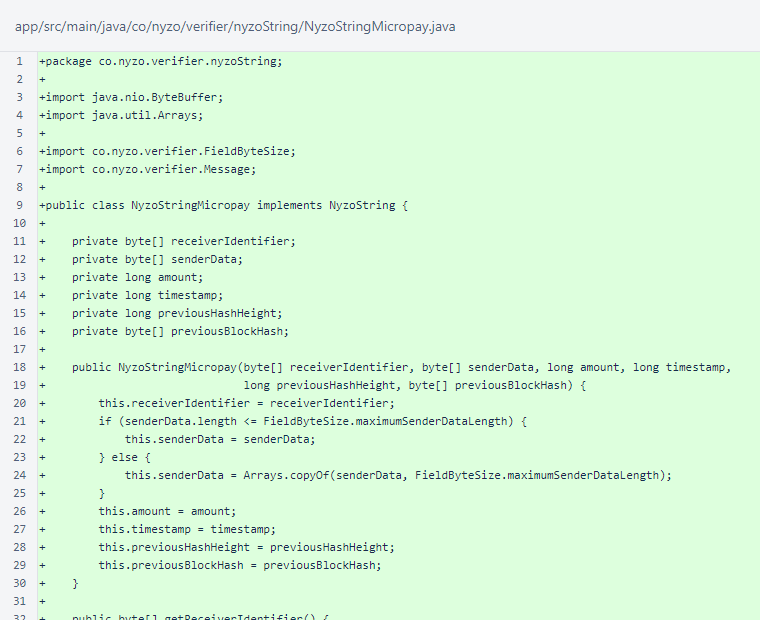 app/src/main/java/co/nyzo/verifier/nyzoString/NyzoStringMicropay.java
1 +package co.nyzo.verifier.nyzoString;
2 +
3 +import java.nio.ByteBuffer;
4 +import java.util.Arrays;
5 +
6 +import co.nyzo.verifier.FieldByteSize;
7 +import co.nyzo.verifier.Message;
8 +
9 +public class NyzoStringMicropay implements NyzoString {
10 +
11 +    private byte[] receiverIdentifier;
12 +    private byte[] senderData;
13 +    private long amount;
14 +    private long timestamp;
15 +    private long previousHashHeight;
16 +    private byte[] previousBlockHash;
17 +
18 +    public NyzoStringMicropay(byte[] receiverIdentifier, byte[] senderData, long amount, long timestamp,
19 +                              long previousHashHeight, byte[] previousBlockHash) {
20 +        this.receiverIdentifier = receiverIdentifier;
21 +        if (senderData.length <= FieldByteSize.maximumSenderDataLength) {
22 +            this.senderData = senderData;
23 +        } else {
24 +            this.senderData = Arrays.copyOf(senderData, FieldByteSize.maximumSenderDataLength);
25 +        }
26 +        this.amount = amount;
27 +        this.timestamp = timestamp;
28 +        this.previousHashHeight = previousHashHeight;
29 +        this.previousBlockHash = previousBlockHash;
30 +    }
31 +
32 +    public byte[] getReceiverIdentifier() {